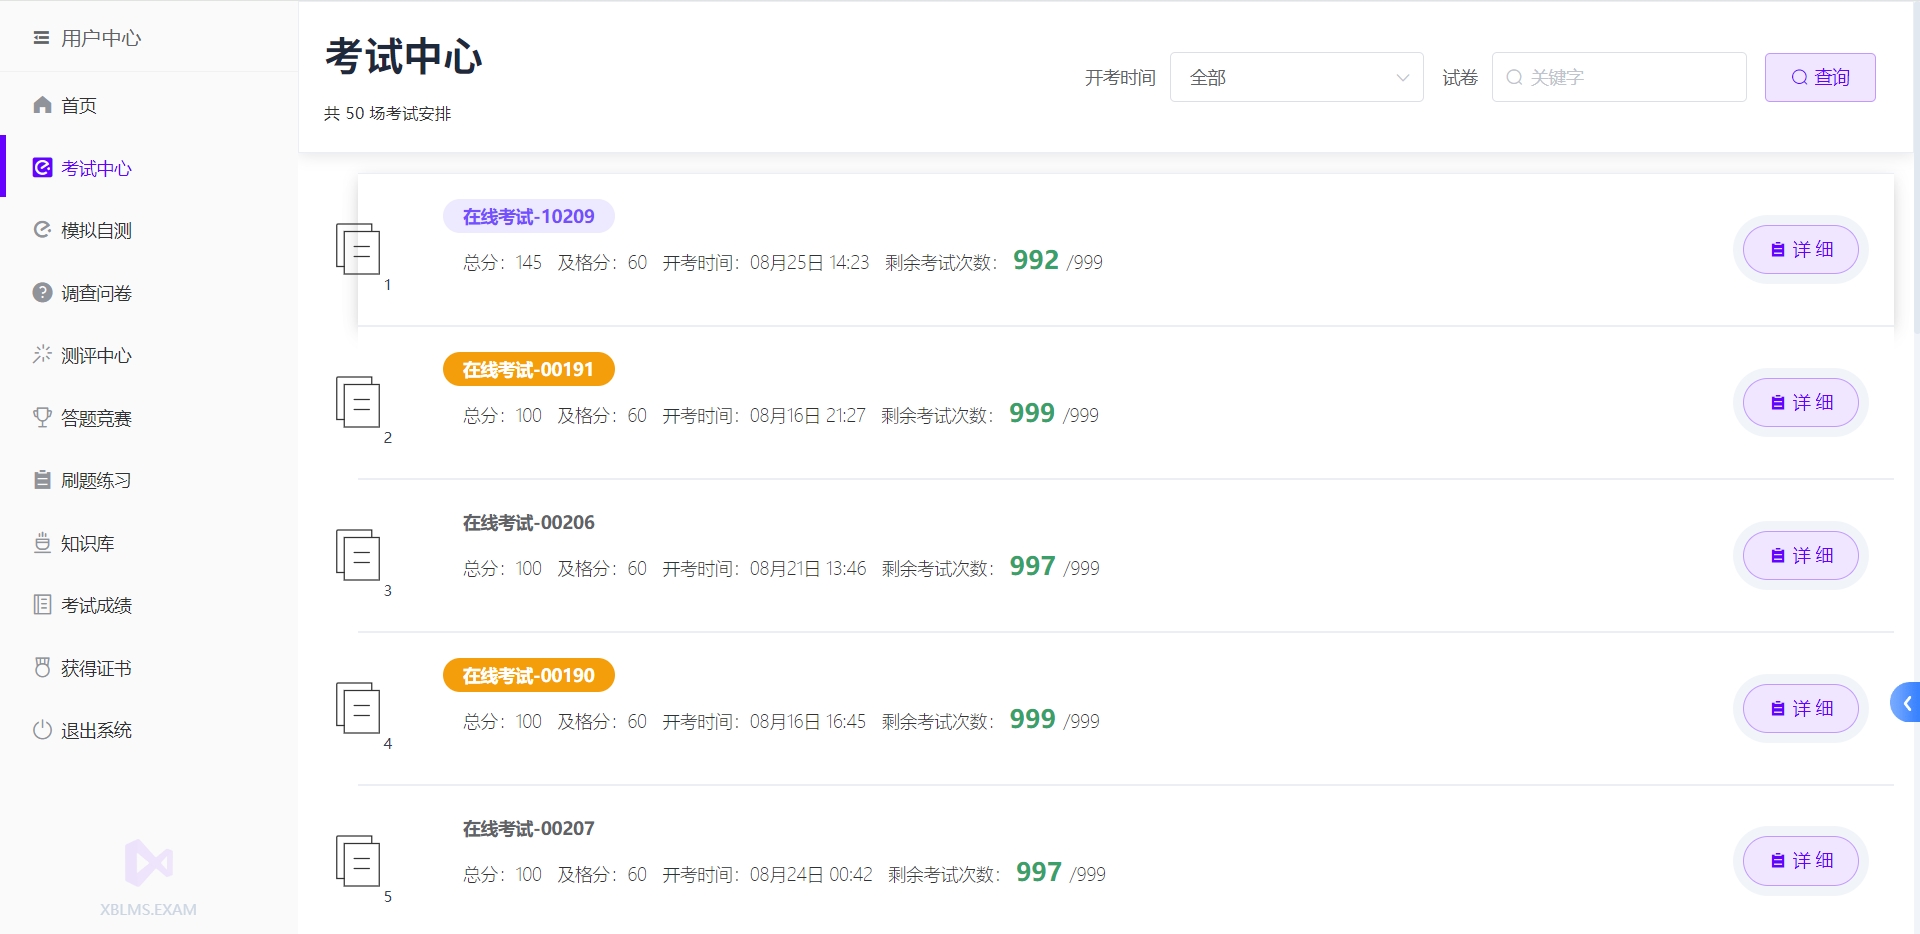 用户中心
首页
考试中心
模拟自测
调查问卷
测评中心
答题竞赛
刷题练习
知识库
考试成绩
获得证书
退出系统
XBLMS.EXAM
考试中心
共 50 场考试安排
开考时间 全部 试卷 关键字 查询
在线考试-10209
总分：145 及格分：60 开考时间：08月25日 14:23 剩余考试次数： 992 /999
1
详 细
在线考试-00191
总分：100 及格分：60 开考时间：08月16日 21:27 剩余考试次数： 999 /999
2
详 细
在线考试-00206
总分：100 及格分：60 开考时间：08月21日 13:46 剩余考试次数： 997 /999
3
详 细
在线考试-00190
总分：100 及格分：60 开考时间：08月16日 16:45 剩余考试次数： 999 /999
4
详 细
在线考试-00207
总分：100 及格分：60 开考时间：08月24日 00:42 剩余考试次数： 997 /999
5
详 细